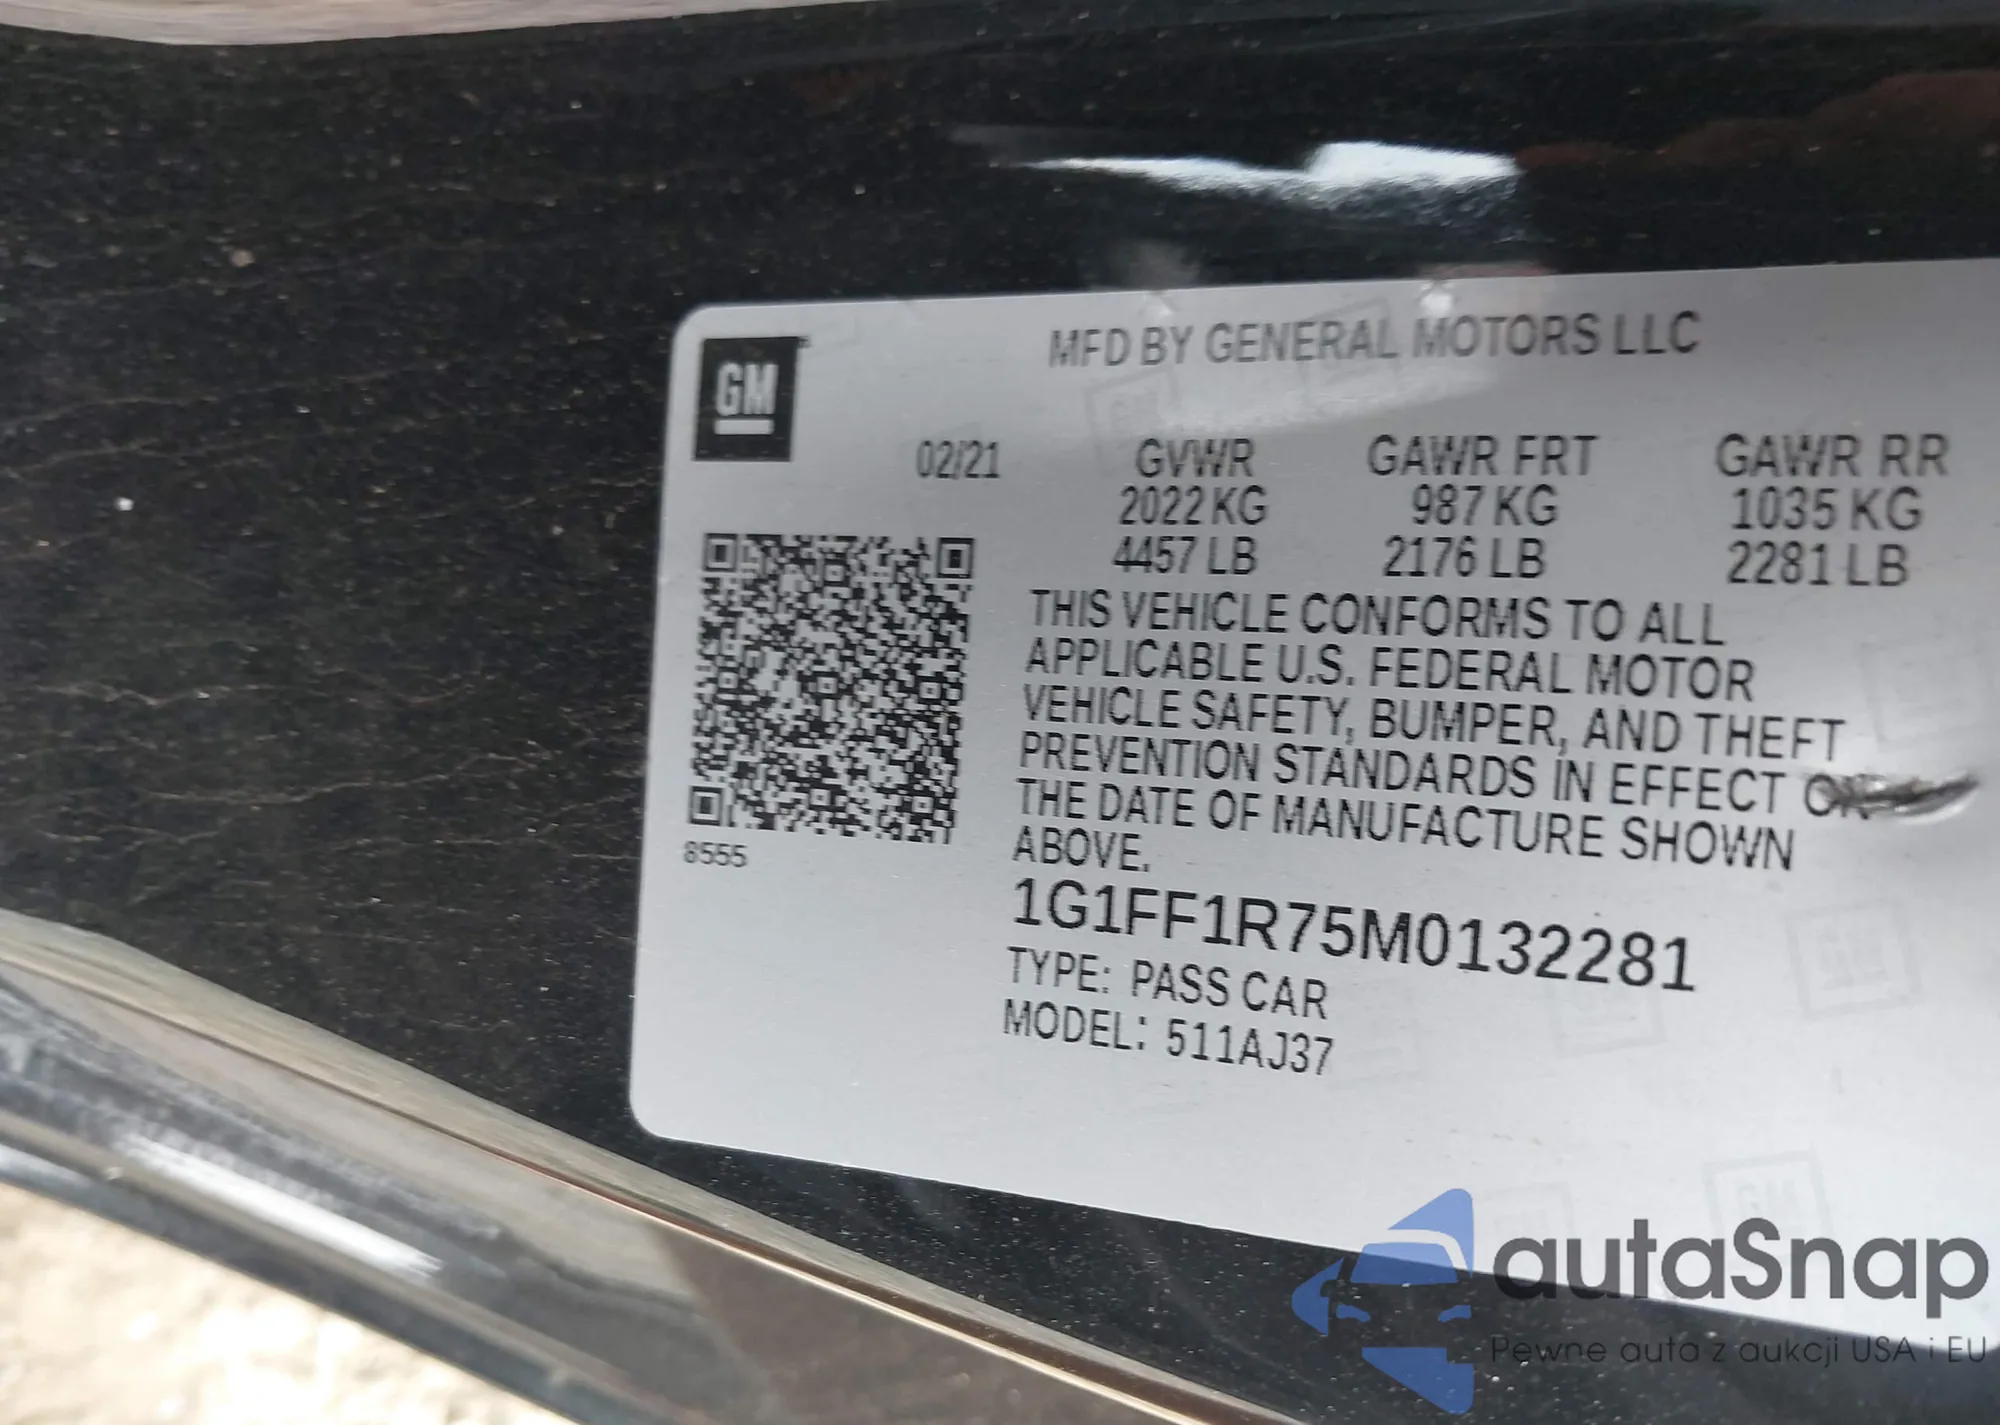 GM
MFD BY GENERAL MOTORS LLC
02/21 GVWR GAWR FRT GAWR RR
2022 KG 987 KG 1035 KG
4457 LB 2176 LB 2281 LB
THIS VEHICLE CONFORMS TO ALL
APPLICABLE U.S. FEDERAL MOTOR
VEHICLE SAFETY, BUMPER, AND THEFT
PREVENTION STANDARDS IN EFFECT ON
THE DATE OF MANUFACTURE SHOWN
ABOVE.
8555
1G1FF1R75M0132281
TYPE: PASS CAR
MODEL: 511AJ37
autaSnap
Pewne auta z aukcji USA i EU